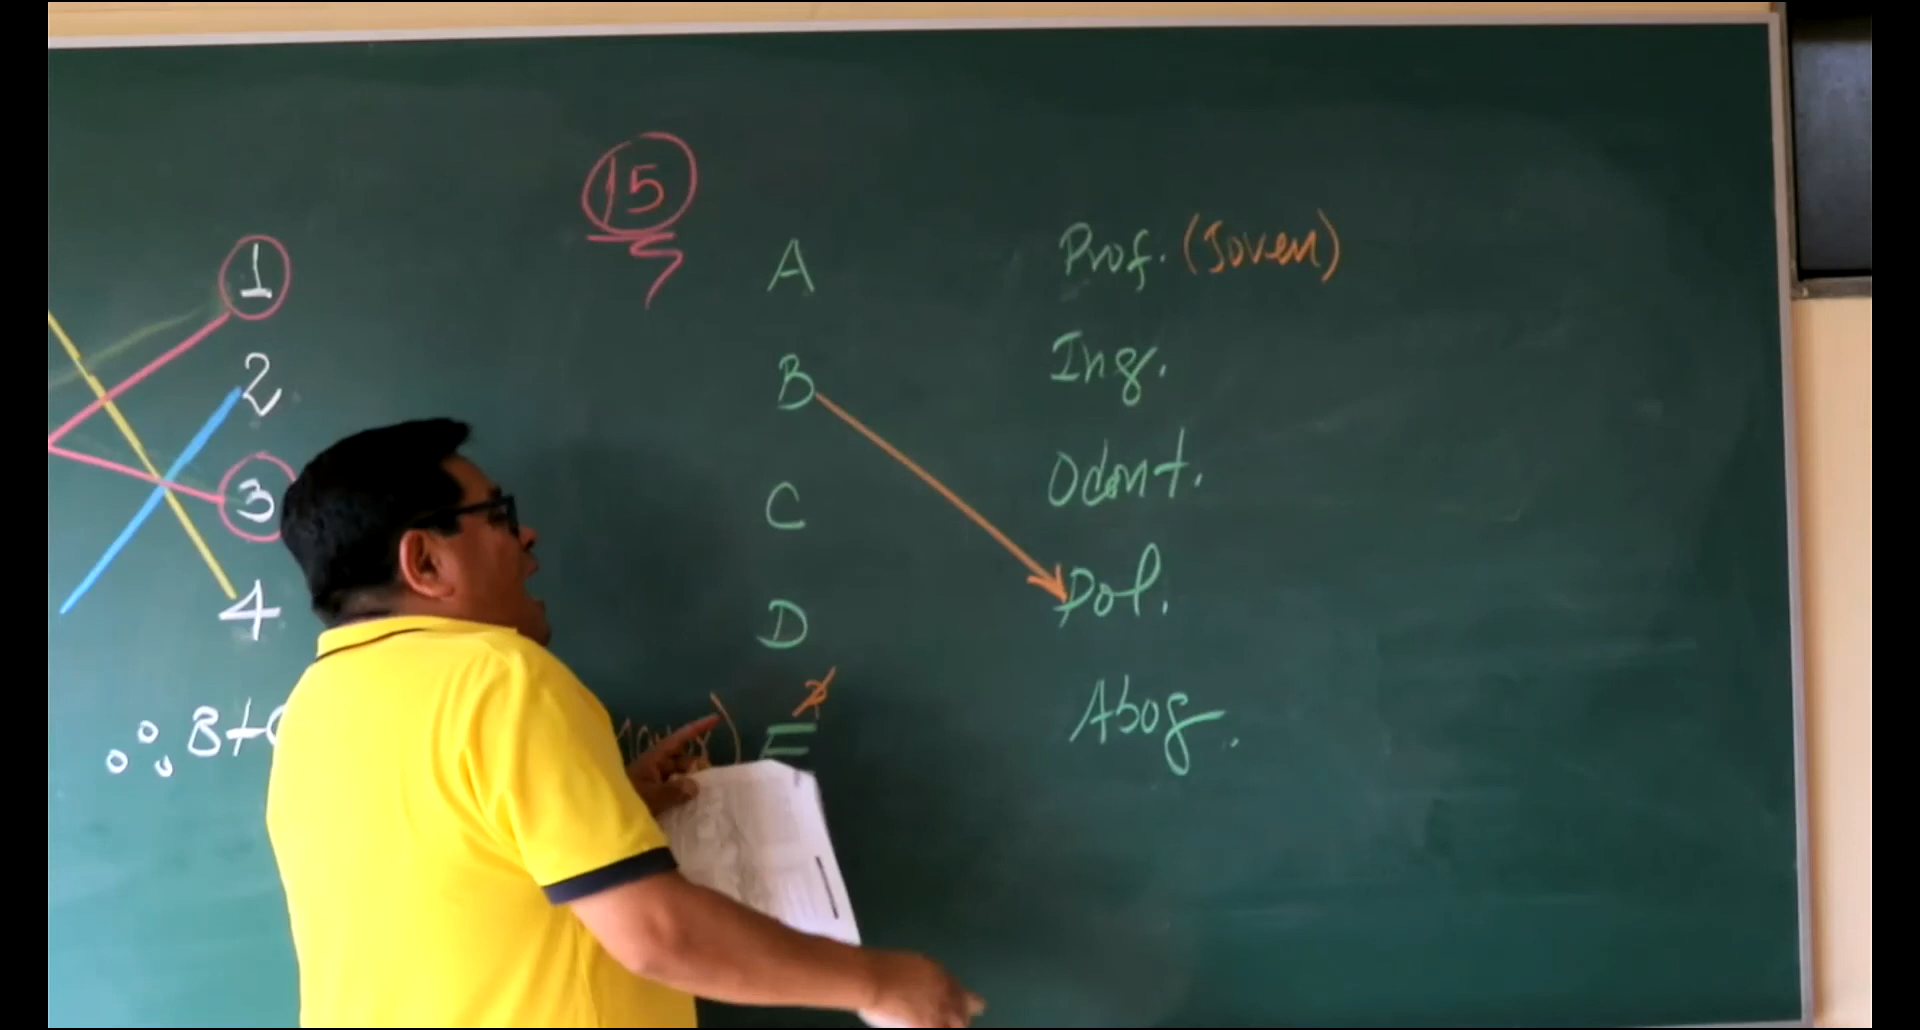 15
1
2
3
4
B+
A
B
C
D
E
Prof. (Joven)
Ing.
Odont.
Pol.
Abog.